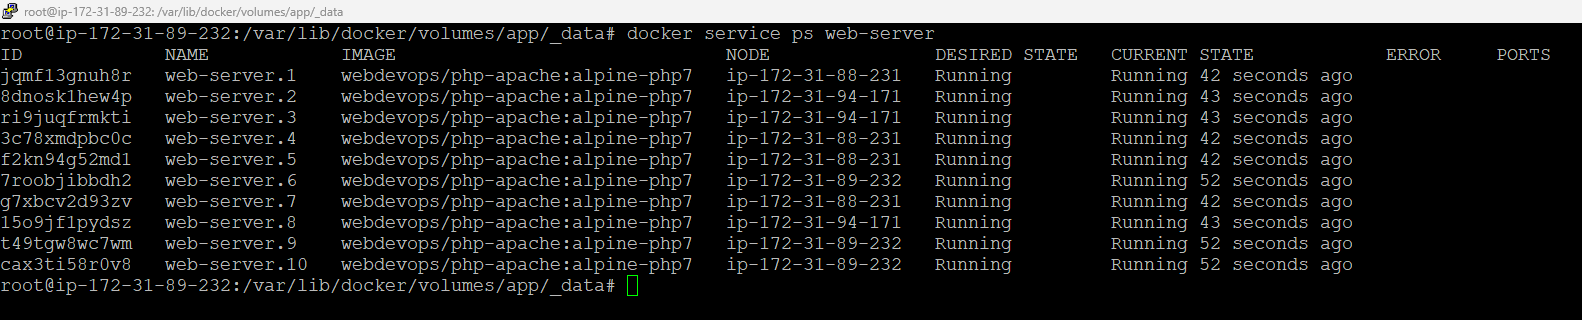 root@ip-172-31-89-232: /var/lib/docker/volumes/app/_data
root@ip-172-31-89-232:/var/lib/docker/volumes/app/_data# docker service ps web-server
ID NAME IMAGE NODE DESIRED STATE CURRENT STATE ERROR PORTS
jqmf13gnuh8r web-server.1 webdevops/php-apache:alpine-php7 ip-172-31-88-231 Running Running 42 seconds ago
8dnosk1hew4p web-server.2 webdevops/php-apache:alpine-php7 ip-172-31-94-171 Running Running 43 seconds ago
ri9juqfrmkti web-server.3 webdevops/php-apache:alpine-php7 ip-172-31-94-171 Running Running 43 seconds ago
3c78xmdpbc0c web-server.4 webdevops/php-apache:alpine-php7 ip-172-31-88-231 Running Running 42 seconds ago
f2kn94g52md1 web-server.5 webdevops/php-apache:alpine-php7 ip-172-31-88-231 Running Running 42 seconds ago
7roobjibbdh2 web-server.6 webdevops/php-apache:alpine-php7 ip-172-31-89-232 Running Running 52 seconds ago
g7xbcv2d93zv web-server.7 webdevops/php-apache:alpine-php7 ip-172-31-88-231 Running Running 42 seconds ago
15o9jf1pydsz web-server.8 webdevops/php-apache:alpine-php7 ip-172-31-94-171 Running Running 43 seconds ago
t49tgw8wc7wm web-server.9 webdevops/php-apache:alpine-php7 ip-172-31-89-232 Running Running 52 seconds ago
cax3ti58r0v8 web-server.10 webdevops/php-apache:alpine-php7 ip-172-31-89-232 Running Running 52 seconds ago
root@ip-172-31-89-232:/var/lib/docker/volumes/app/_data#